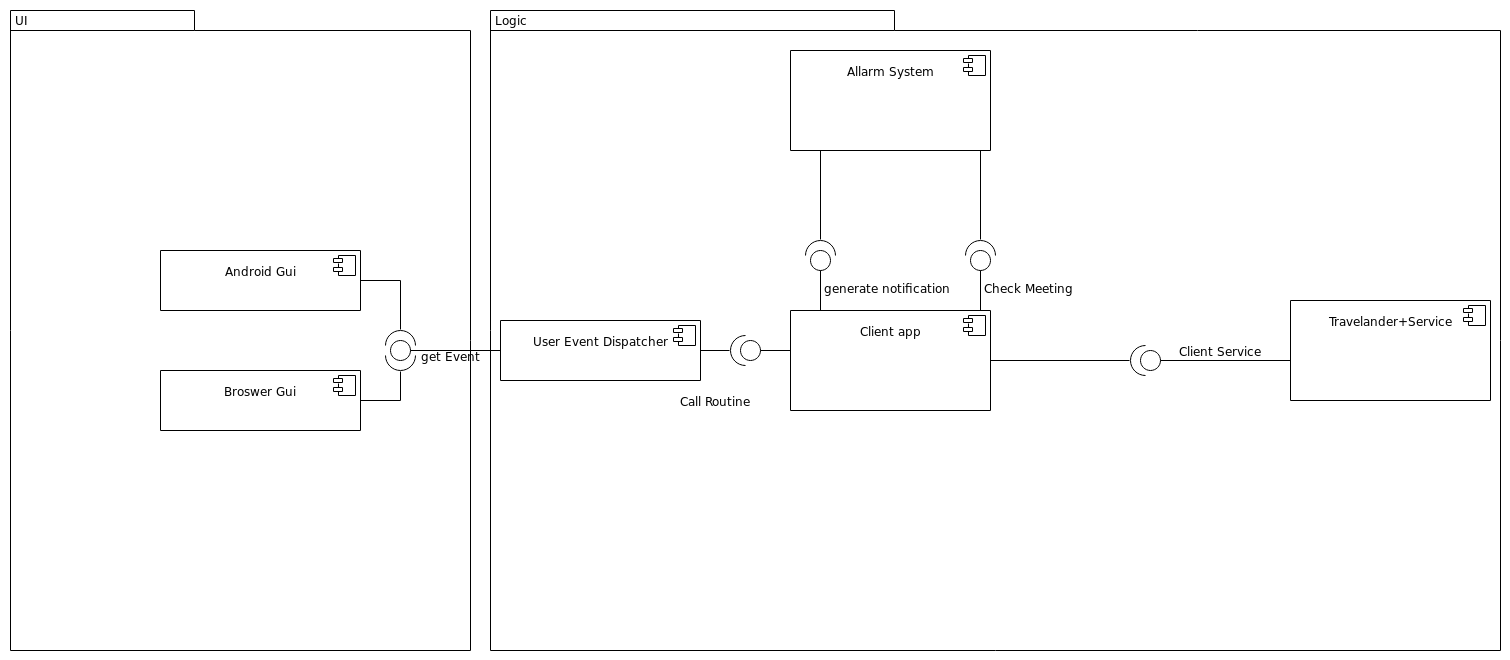 UI
Logic
Allarm System
Android Gui
generate notification
Check Meeting
User Event Dispatcher
Client app
Travelander+Service
get Event
Client Service
Broswer Gui
Call Routine